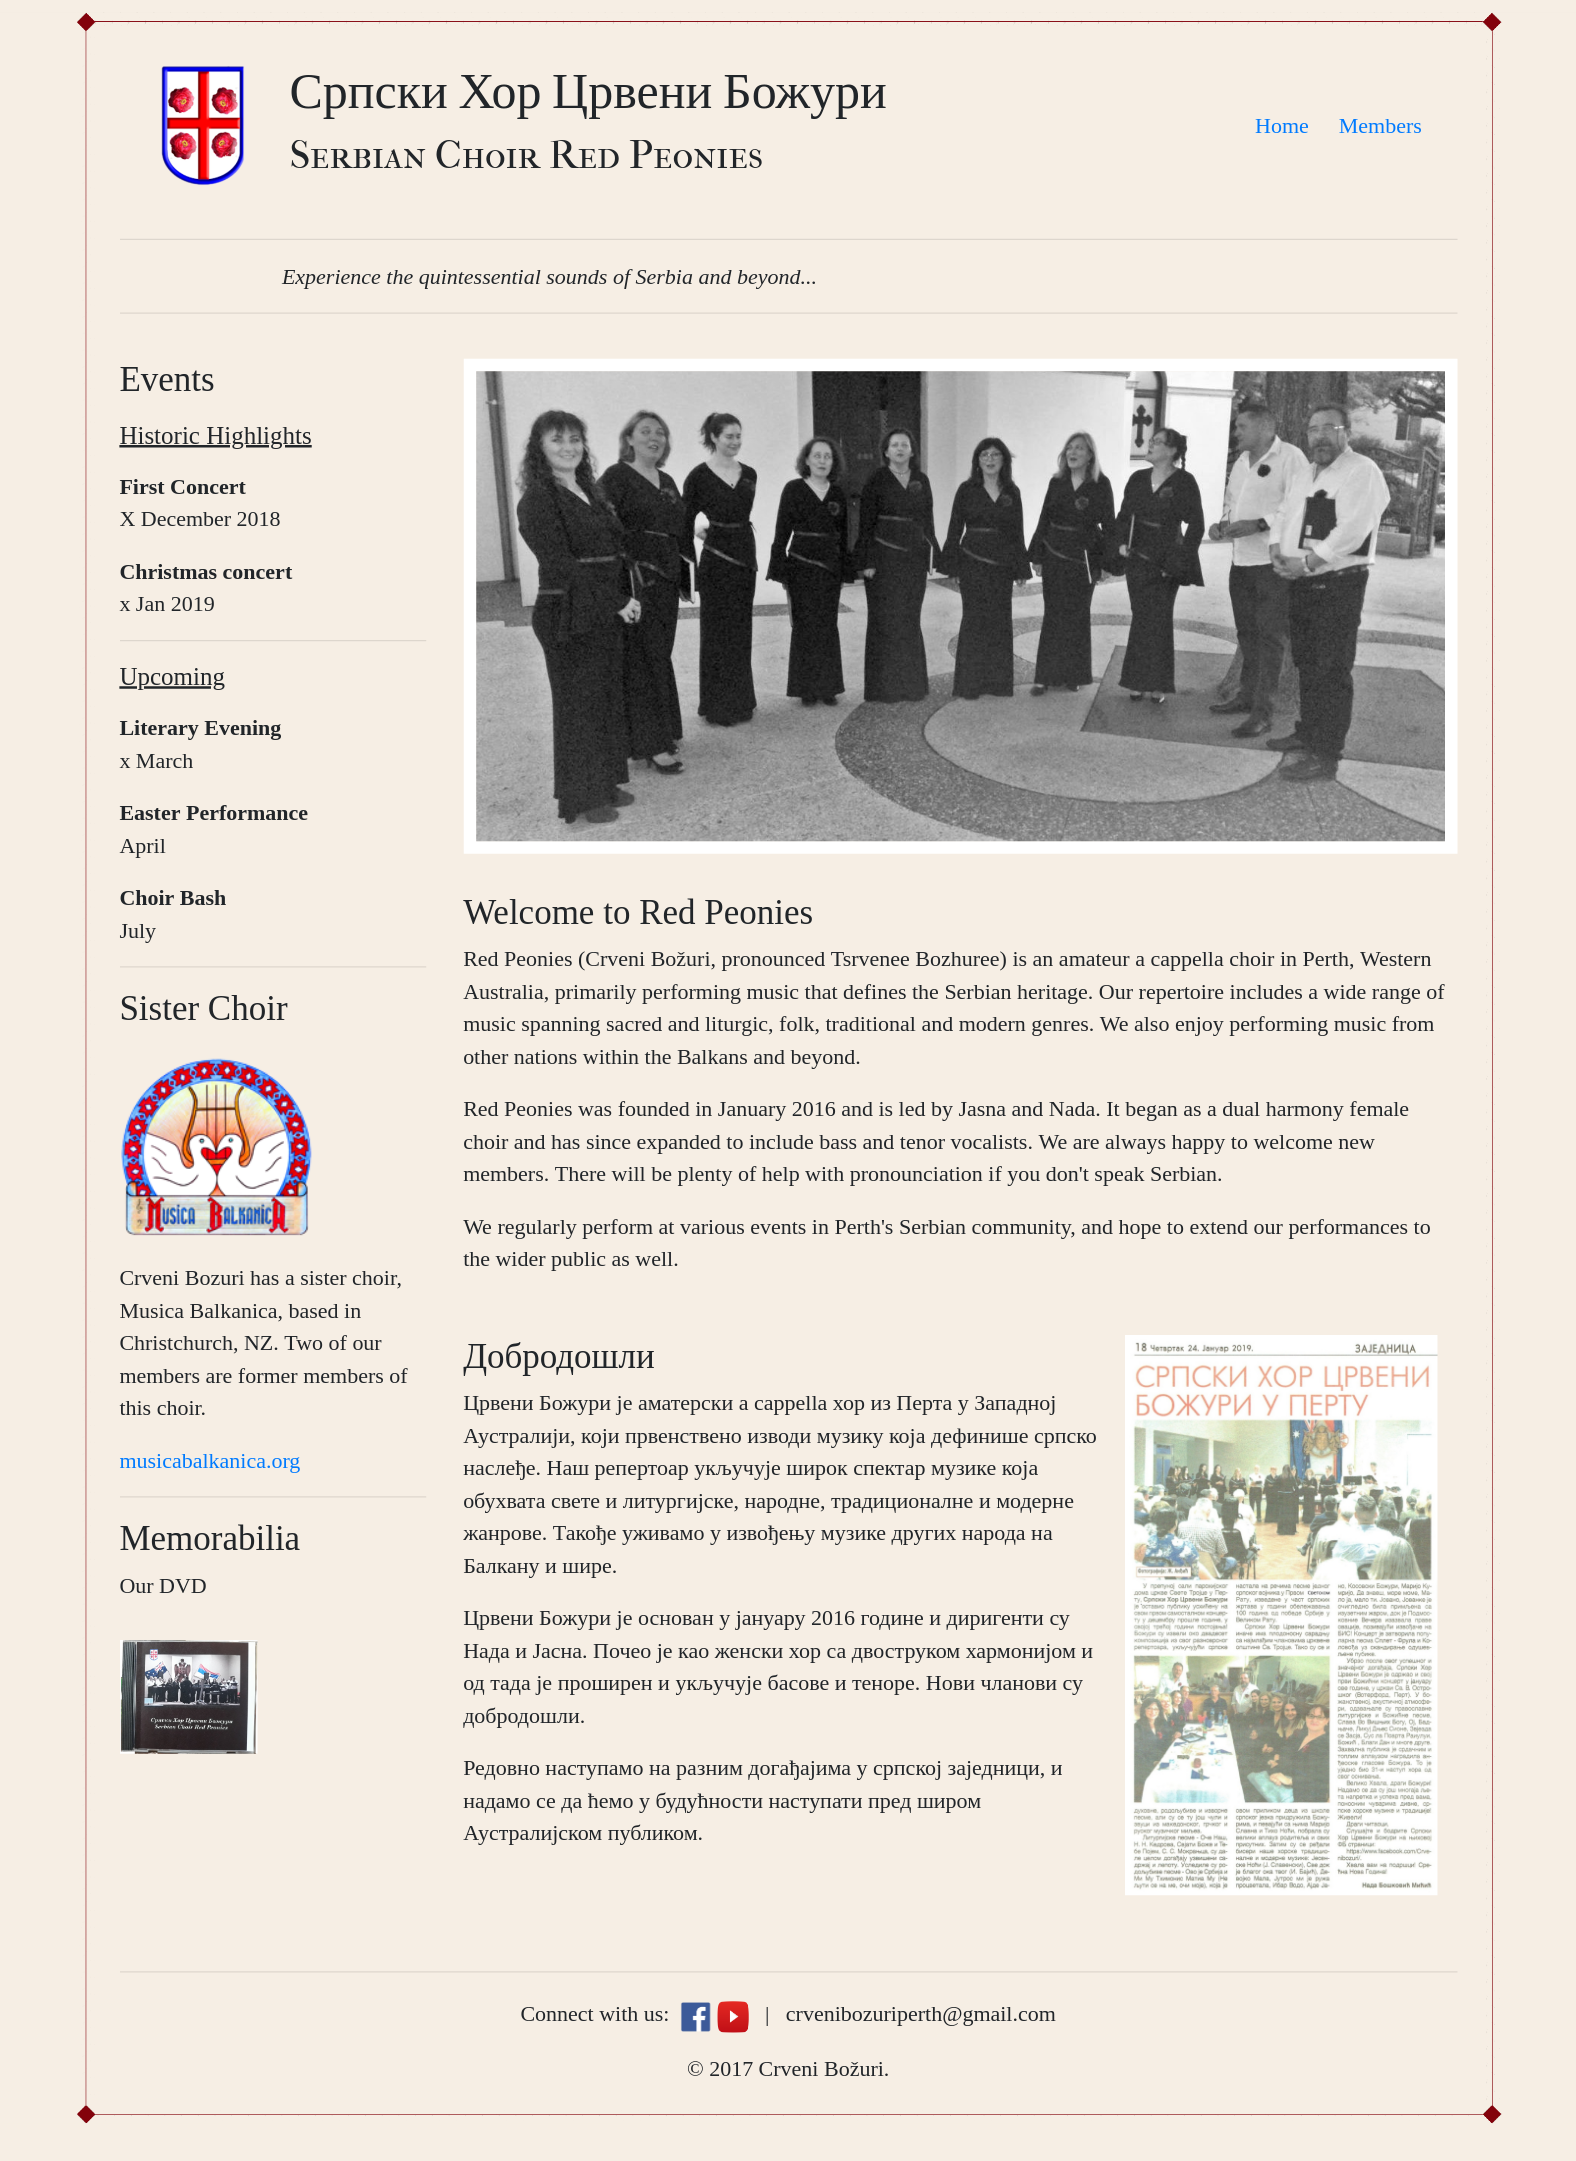 Српски Хор Црвени Божури
Serbian Choir Red Peonies
Home Members
Experience the quintessential sounds of Serbia and beyond...
Events
Historic Highlights
First Concert
X December 2018
Christmas concert
x Jan 2019
Upcoming
Literary Evening
x March
Easter Performance
April
Choir Bash
July
Sister Choir
Musica Balkanica
Crveni Bozuri has a sister choir,
Musica Balkanica, based in
Christchurch, NZ. Two of our
members are former members of
this choir.
musicabalkanica.org
Memorabilia
Our DVD
Српски Хор Црвени Божури
Serbian Choir Red Peonies
Welcome to Red Peonies
Red Peonies (Crveni Božuri, pronounced Tsrvenee Bozhuree) is an amateur a cappella choir in Perth, Western
Australia, primarily performing music that defines the Serbian heritage. Our repertoire includes a wide range of
music spanning sacred and liturgic, folk, traditional and modern genres. We also enjoy performing music from
other nations within the Balkans and beyond.
Red Peonies was founded in January 2016 and is led by Jasna and Nada. It began as a dual harmony female
choir and has since expanded to include bass and tenor vocalists. We are always happy to welcome new
members. There will be plenty of help with pronounciation if you don't speak Serbian.
We regularly perform at various events in Perth's Serbian community, and hope to extend our performances to
the wider public as well.
Добродошли
Црвени Божури је аматерски a cappella хор из Перта у Западној
Аустралији, који првенствено изводи музику која дефинише српско
наслеђе. Наш репертоар укључује широк спектар музике која
обухвата свете и литургијске, народне, традиционалне и модерне
жанрове. Такође уживамо у извођењу музике других народа на
Балкану и шире.
Црвени Божури је основан у јануару 2016 године и диригенти су
Нада и Јасна. Почео је као женски хор са двоструком хармонијом и
од тада је проширен и укључује басове и теноре. Нови чланови су
добродошли.
Редовно наступамо на разним догађајима у српској заједници, и
надамо се да ћемо у будућности наступати пред широм
Аустралијском публиком.
18 Четвртак 24. Јануар 2019. ЗАЈЕДНИЦА
СРПСКИ ХОР ЦРВЕНИ
БОЖУРИ У ПЕРТУ
Нада Бошковић Мићић
Connect with us: | crvenibozuriperth@gmail.com
© 2017 Crveni Božuri.